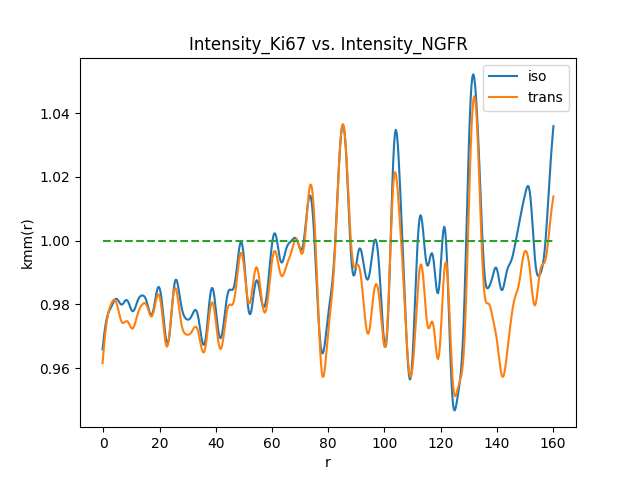 Intensity_Ki67 vs. Intensity_NGFR
iso
trans
kmm(r)
1.04
1.02
1.00
0.98
0.96
0 20 40 60 80 100 120 140 160
r